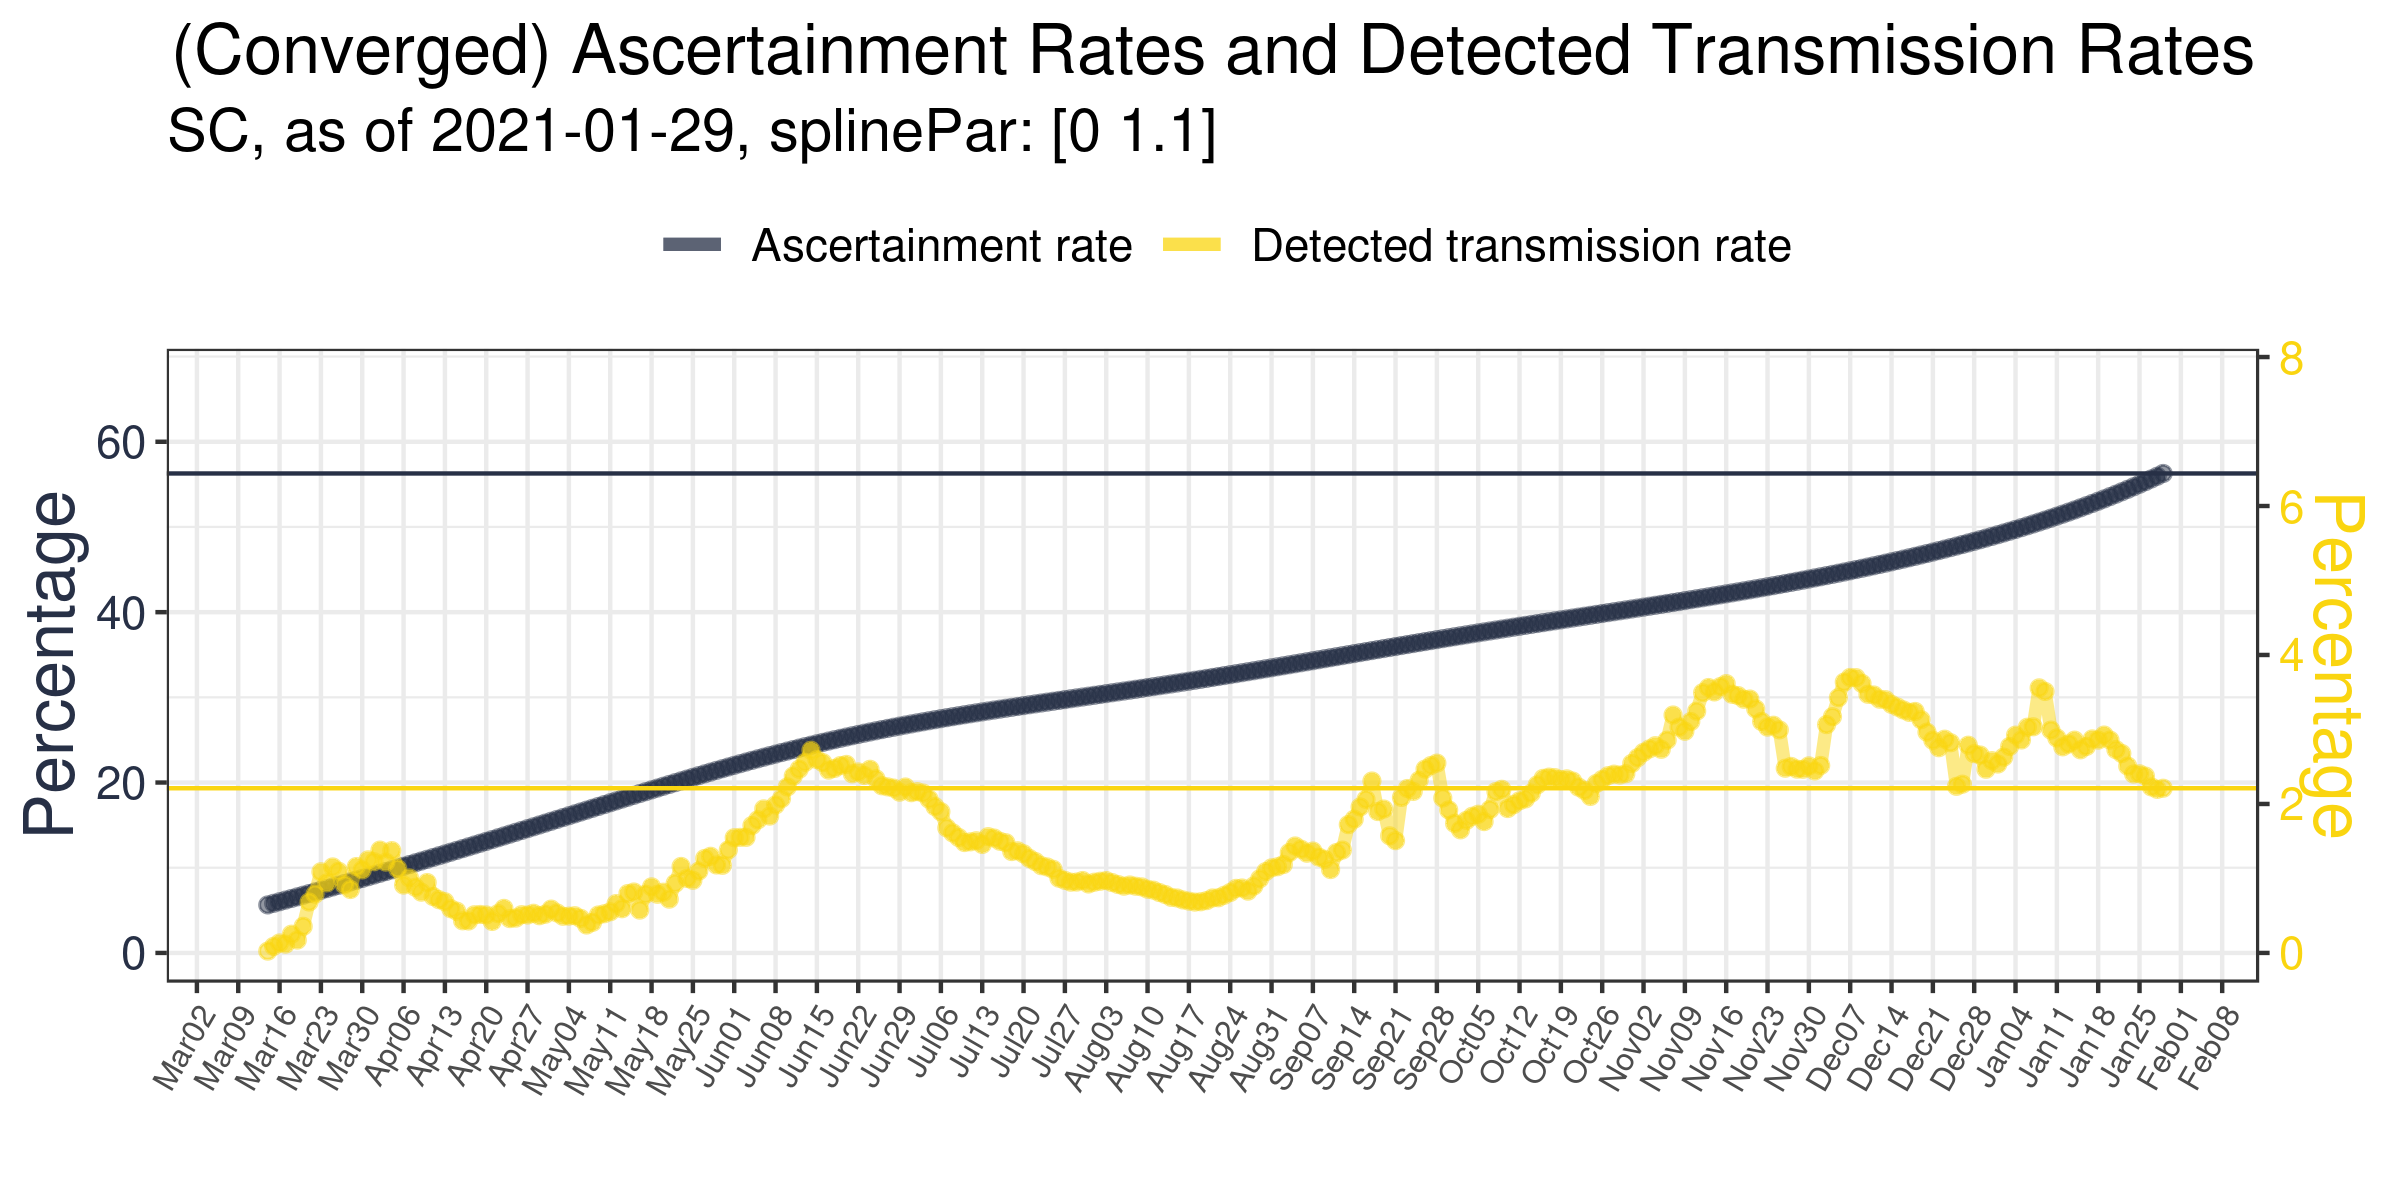 (Converged) Ascertainment Rates and Detected Transmission Rates
SC, as of 2021-01-29, splinePar: [0 1.1]
Ascertainment rate Detected transmission rate
Percentage
60
40
20
0
8
6
4
2
0
Percentage
Mar02 Mar09 Mar16 Mar23 Mar30 Apr06 Apr13 Apr20 Apr27 May04 May11 May18 May25 Jun01 Jun08 Jun15 Jun22 Jun29 Jul06 Jul13 Jul20 Jul27 Aug03 Aug10 Aug17 Aug24 Aug31 Sep07 Sep14 Sep21 Sep28 Oct05 Oct12 Oct19 Oct26 Nov02 Nov09 Nov16 Nov23 Nov30 Dec07 Dec14 Dec21 Dec28 Jan04 Jan11 Jan18 Jan25 Feb01 Feb08